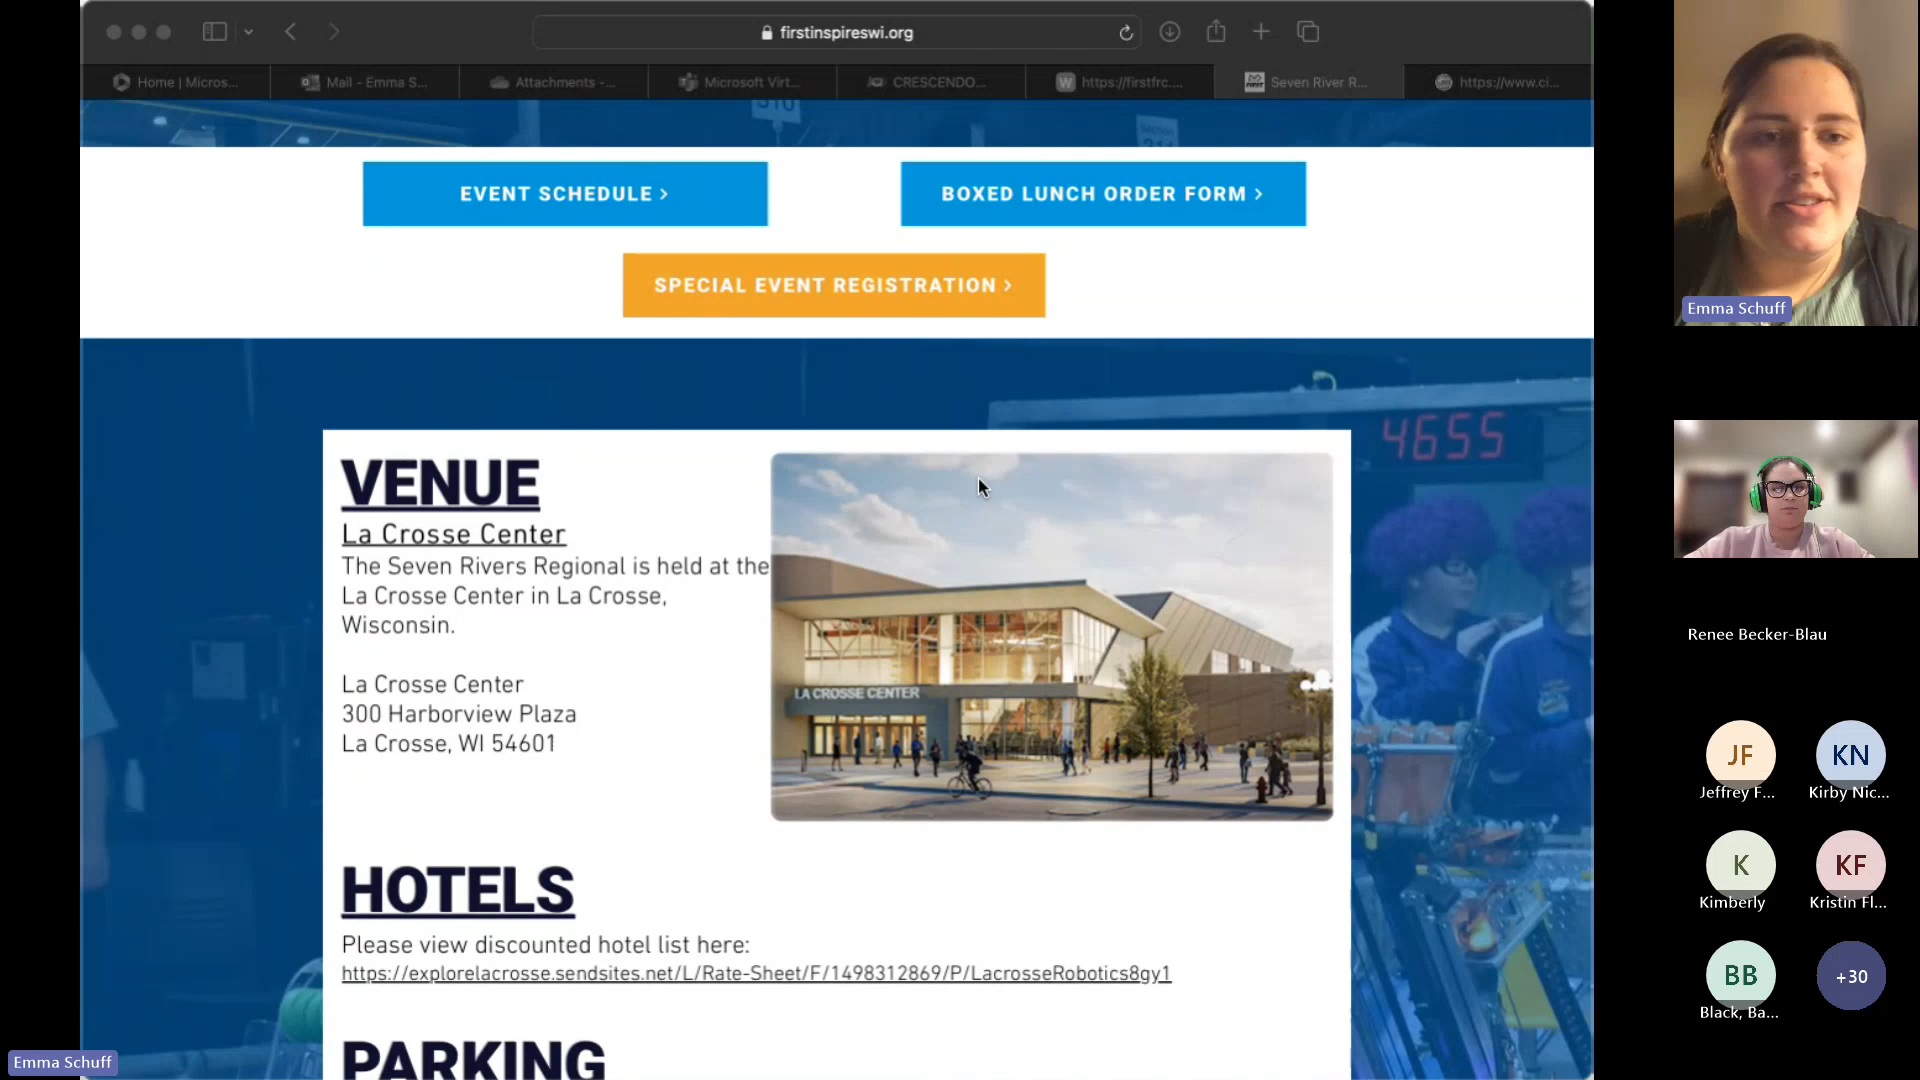 firstinspireswi.org
Home | Micros...
Mail - Emma S...
Attachments -...
Microsoft Virt...
CRESCENDO...
https://firstfrc....
Seven River R...
https://www.ci...
310
EVENT SCHEDULE >
BOXED LUNCH ORDER FORM >
SPECIAL EVENT REGISTRATION >
4655
VENUE
La Crosse Center
The Seven Rivers Regional is held at the
La Crosse Center in La Crosse,
Wisconsin.
La Crosse Center
300 Harborview Plaza
La Crosse, WI 54601
LA CROSSE CENTER
HOTELS
Please view discounted hotel list here:
https://explorelacrosse.sendsites.net/L/Rate-Sheet/F/1498312869/P/LacrosseRobotics8gy1
PARKING
Emma Schuff
Emma Schuff
Renee Becker-Blau
JF
Jeffrey F...
KN
Kirby Nic...
K
Kimberly
KF
Kristin Fl...
BB
Black, Ba...
+30